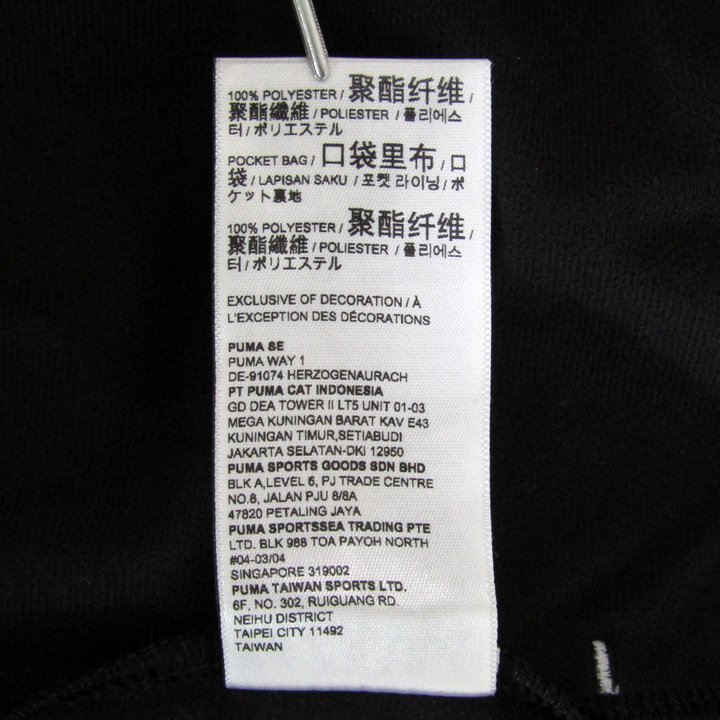 100% POLYESTER / 聚酯纤维 /
聚酯纖維 / POLIESTER / 폴리에스
터 / ポリエステル
POCKET BAG / 口袋里布 / 口
袋 / LAPISAN SAKU / 포켓 라이닝 / ポ
ケット裏地
100% POLYESTER / 聚酯纤维 /
聚酯纖維 / POLIESTER / 폴리에스
터 / ポリエステル
EXCLUSIVE OF DECORATION / À
L'EXCEPTION DES DÉCORATIONS
PUMA SE
PUMA WAY 1
DE-91074 HERZOGENAURACH
PT PUMA CAT INDONESIA
GD DEA TOWER II LT5 UNIT 01-03
MEGA KUNINGAN BARAT KAV E43
KUNINGAN TIMUR,SETIABUDI
JAKARTA SELATAN-DKI 12950
PUMA SPORTS GOODS SDN BHD
BLK A,LEVEL 6, PJ TRADE CENTRE
NO.8, JALAN PJU 8/8A
47820 PETALING JAYA
PUMA SPORTSSEA TRADING PTE
LTD. BLK 988 TOA PAYOH NORTH
#04-03/04
SINGAPORE 319002
PUMA TAIWAN SPORTS LTD.
6F, NO. 302, RUIGUANG RD.
NEIHU DISTRICT
TAIPEI CITY 11492
TAIWAN